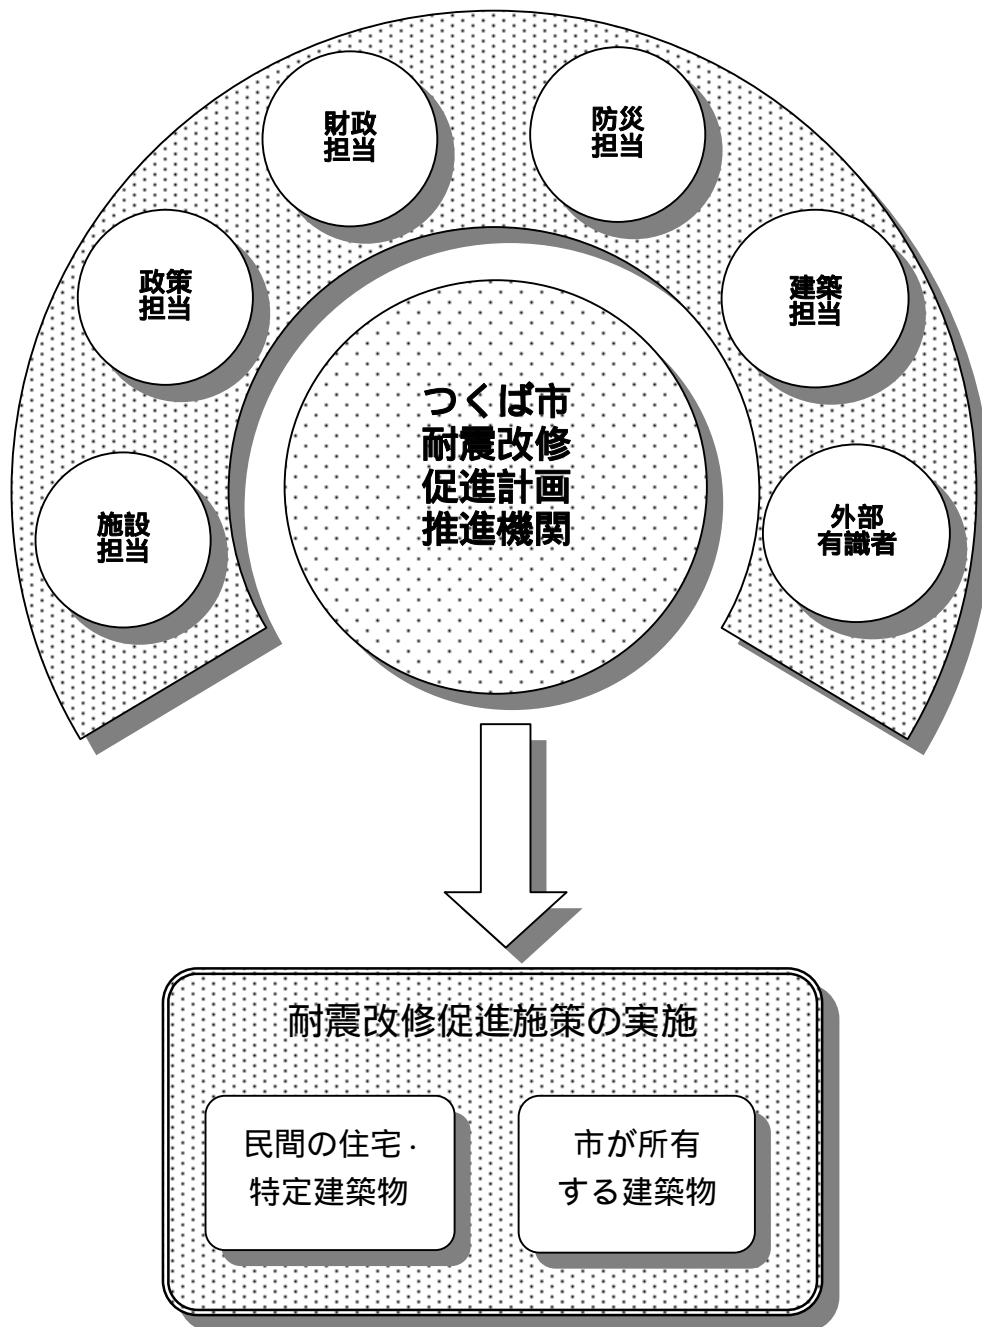 財政
担当
防災
担当
政策
担当
建築
担当
つくば市
耐震改修
促進計画
推進機関
施設
担当
外部
有識者
耐震改修促進施策の実施
民間の住宅・
特定建築物
市が所有
する建築物